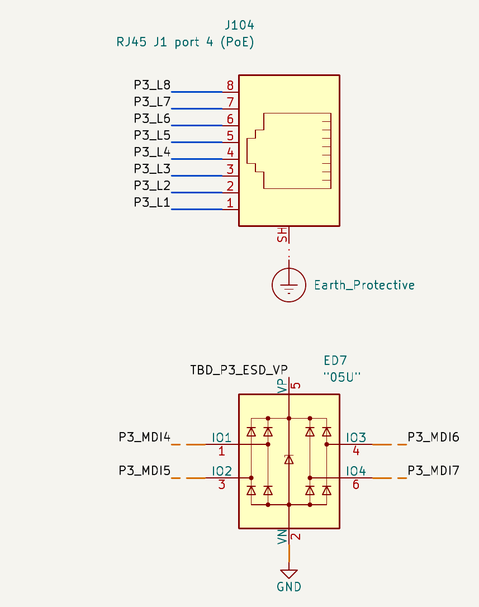 J104
RJ45 J1 port 4 (PoE)
P3_L8 8
P3_L7 7
P3_L6 6
P3_L5 5
P3_L4 4
P3_L3 3
P3_L2 2
P3_L1 1
SH
Earth_Protective
ED7
"05U"
TBD_P3_ESD_VP
VP 5
P3_MDI4 IO1 1
IO3 4 P3_MDI6
P3_MDI5 IO2 3
IO4 6 P3_MDI7
VN 2
GND